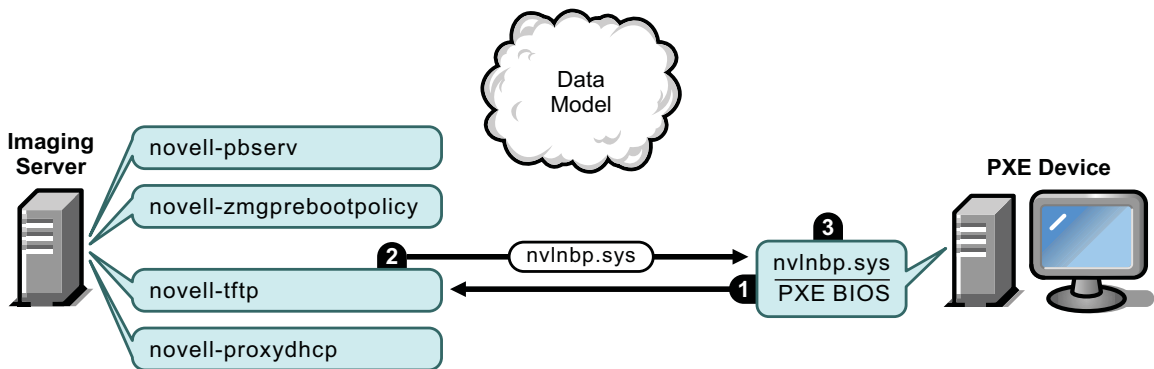 Data
Model
Imaging
Server
novell-pbserv
novell-zmgprebootpolicy
novell-tftp
novell-proxydhcp
2
nvlnbp.sys
1
3
nvlnbp.sys
PXE BIOS
PXE Device